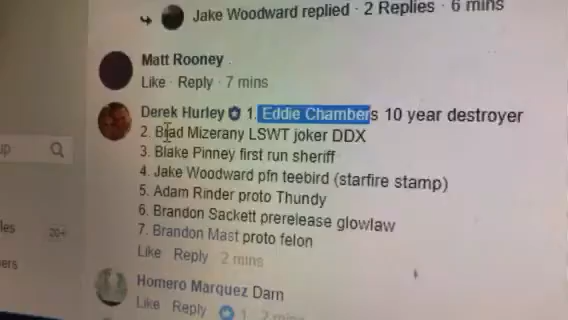 Jake Woodward replied · 2 Replies · 6 mins
Matt Rooney
Like · Reply · 7 mins
Derek Hurley 1. Eddie Chambers 10 year destroyer
2. Brad Mizerany LSWT joker DDX
3. Blake Pinney first run sheriff
4. Jake Woodward pfn teebird (starfire stamp)
5. Adam Rinder proto Thundy
6. Brandon Sackett prerelease glowlaw
7. Brandon Mast proto felon
Like Reply 2 mins
Homero Marquez Darn
Like Reply 1
20+